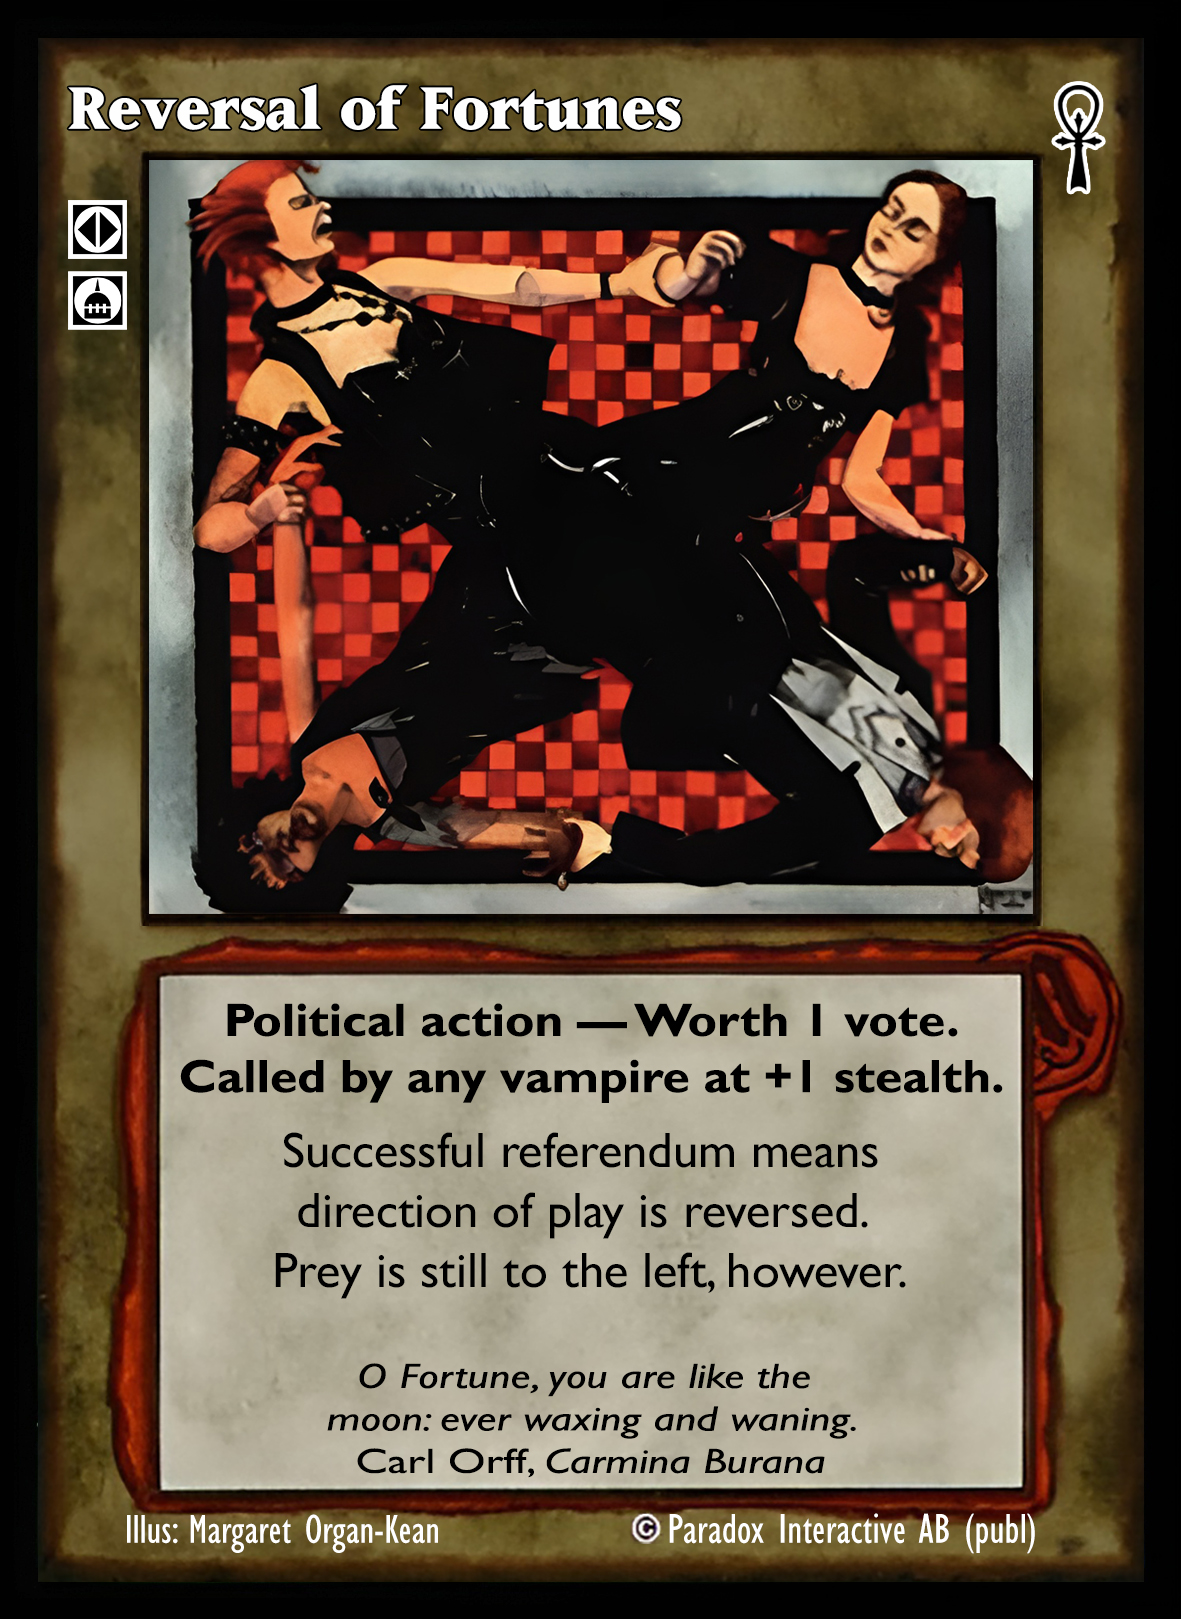 Reversal of Fortunes
Political action — Worth 1 vote.
Called by any vampire at +1 stealth.
Successful referendum means
direction of play is reversed.
Prey is still to the left, however.
O Fortune, you are like the
moon: ever waxing and waning.
Carl Orff, Carmina Burana
Illus: Margaret Organ-Kean
© Paradox Interactive AB (publ)